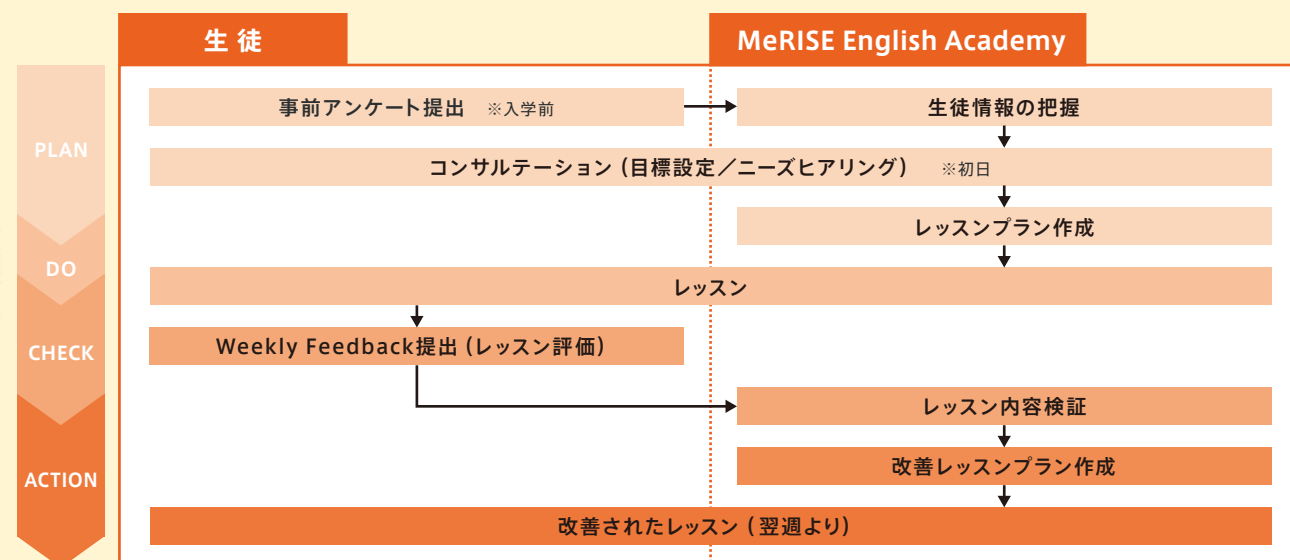 生徒
MeRISE English Academy
PLAN
事前アンケート提出 ※入学前
生徒情報の把握
コンサルテーション（目標設定／ニーズヒアリング） ※初日
レッスンプラン作成
DO
レッスン
CHECK
Weekly Feedback提出（レッスン評価）
レッスン内容検証
ACTION
改善レッスンプラン作成
改善されたレッスン（翌週より）